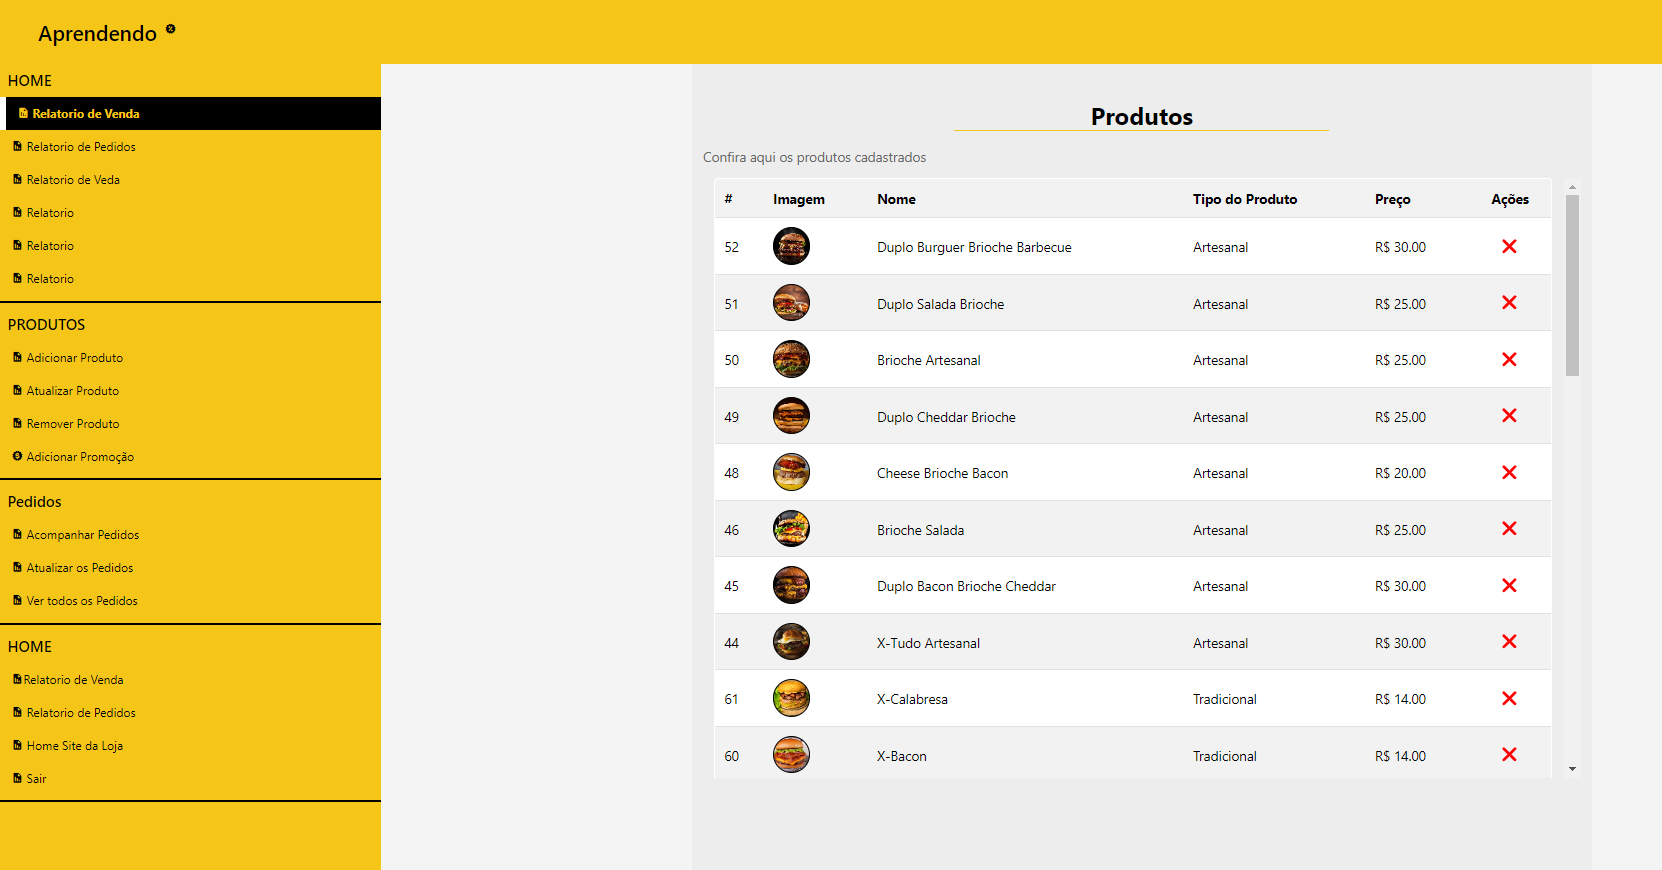 Aprendendo
HOME
Relatorio de Venda
Relatorio de Pedidos
Relatorio de Veda
Relatorio
Relatorio
Relatorio
PRODUTOS
Adicionar Produto
Atualizar Produto
Remover Produto
Adicionar Promoção
Pedidos
Acompanhar Pedidos
Atualizar os Pedidos
Ver todos os Pedidos
HOME
Relatorio de Venda
Relatorio de Pedidos
Home Site da Loja
Sair
Produtos
Confira aqui os produtos cadastrados
# Imagem Nome Tipo do Produto Preço Ações
52 Duplo Burguer Brioche Barbecue Artesanal R$ 30.00
51 Duplo Salada Brioche Artesanal R$ 25.00
50 Brioche Artesanal Artesanal R$ 25.00
49 Duplo Cheddar Brioche Artesanal R$ 25.00
48 Cheese Brioche Bacon Artesanal R$ 20.00
46 Brioche Salada Artesanal R$ 25.00
45 Duplo Bacon Brioche Cheddar Artesanal R$ 30.00
44 X-Tudo Artesanal Artesanal R$ 30.00
61 X-Calabresa Tradicional R$ 14.00
60 X-Bacon Tradicional R$ 14.00